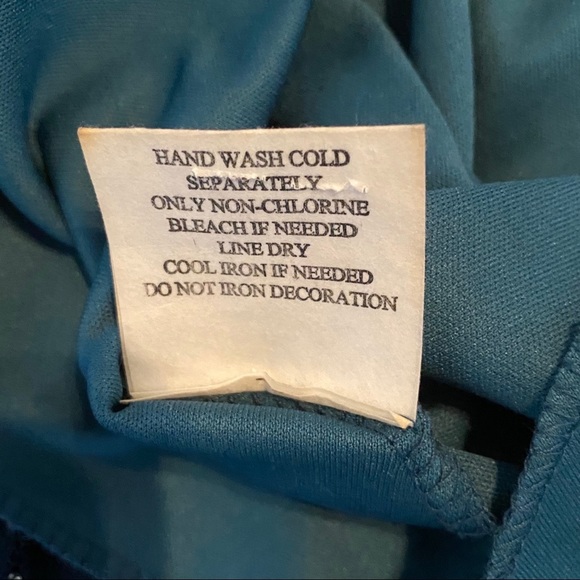 HAND WASH COLD
SEPARATELY
ONLY NON-CHLORINE
BLEACH IF NEEDED
LINE DRY
COOL IRON IF NEEDED
DO NOT IRON DECORATION